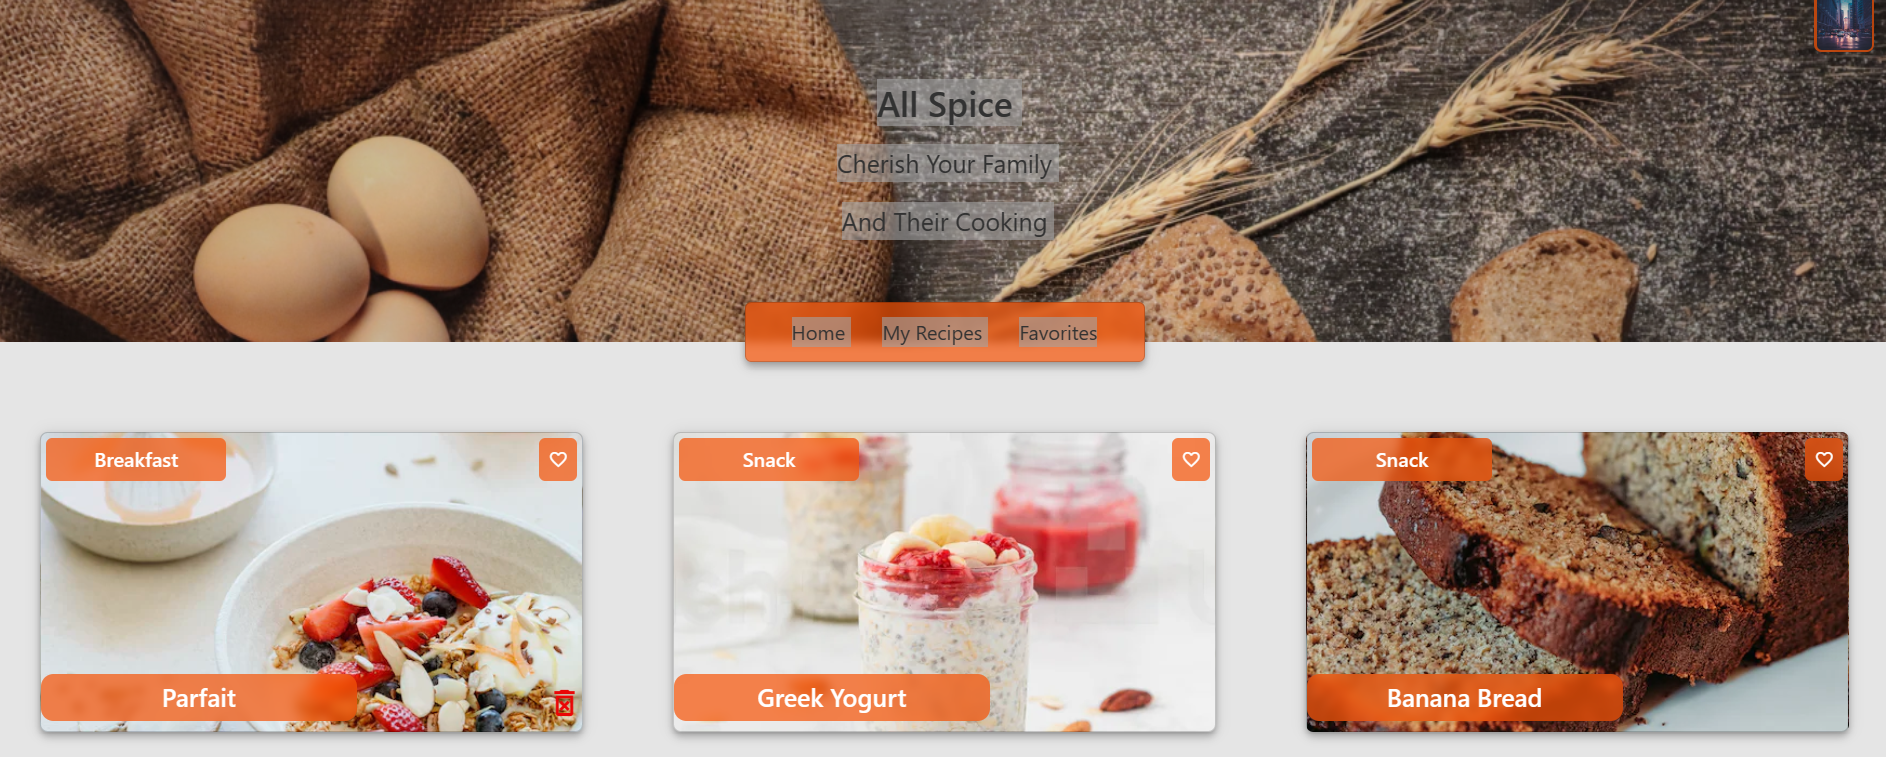 All Spice
Cherish Your Family
And Their Cooking
Home My Recipes Favorites
Breakfast
Snack
Snack
Parfait
Greek Yogurt
Banana Bread